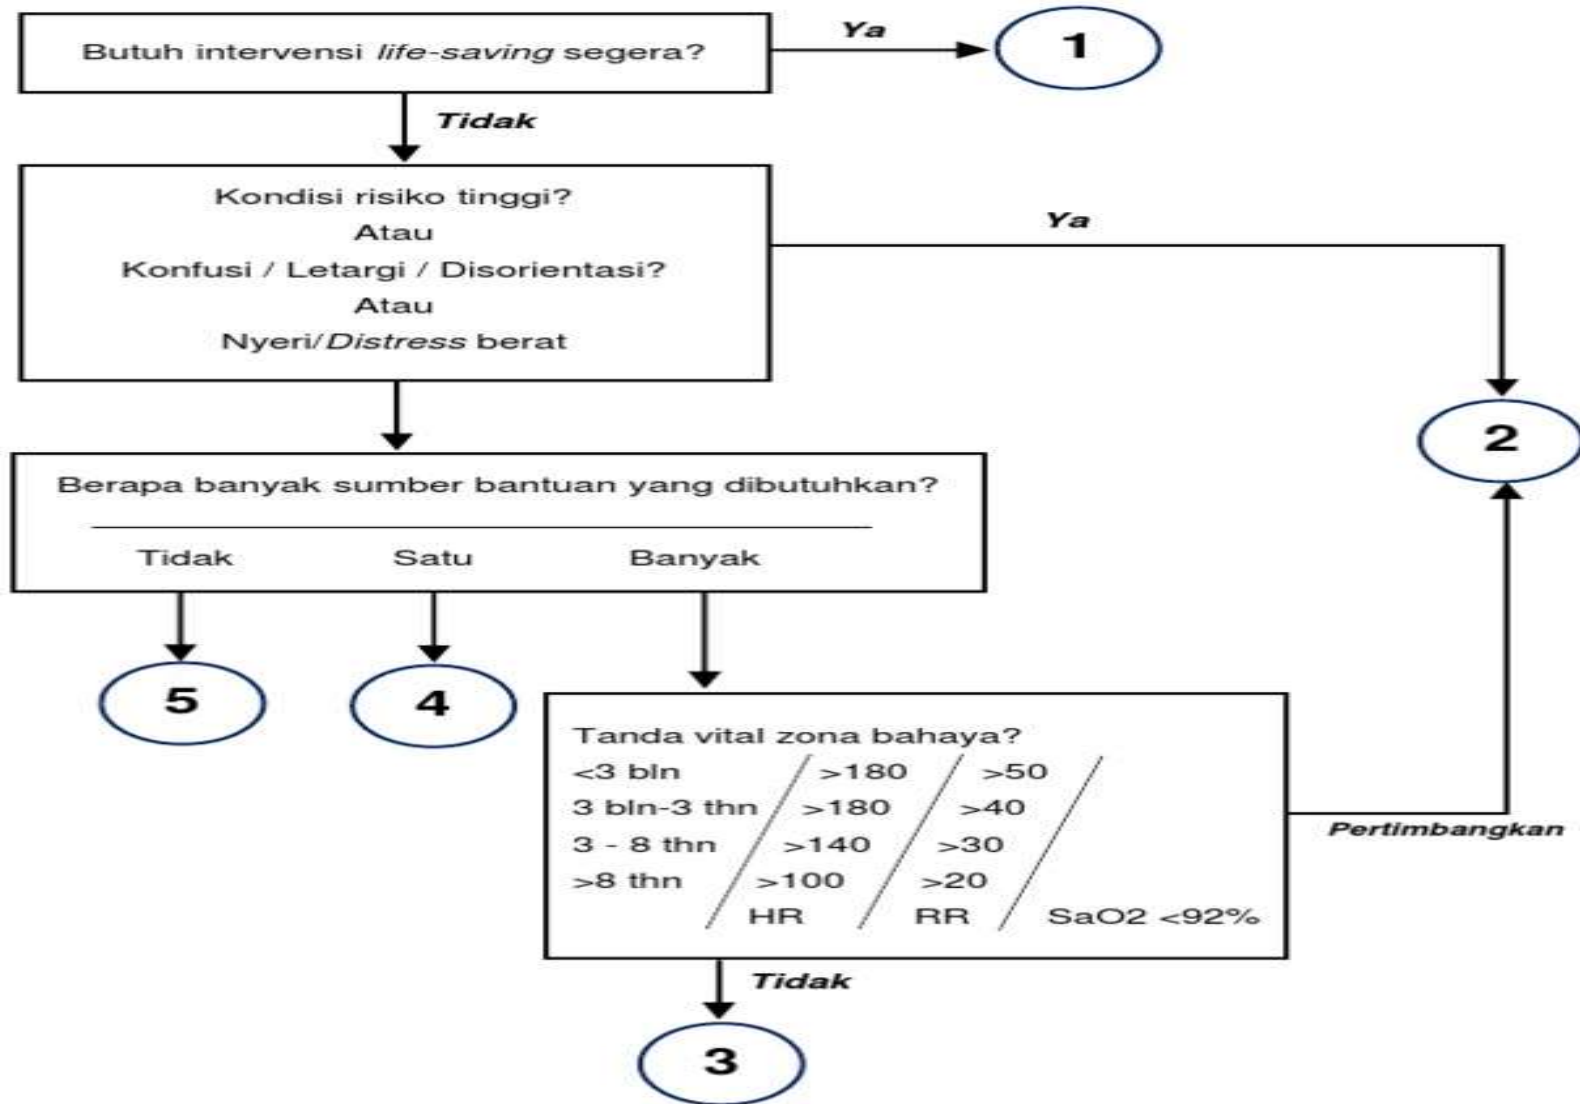 Butuh intervensi life-saving segera?
Ya
1
Tidak
Kondisi risiko tinggi?
Atau
Konfusi / Letargi / Disorientasi?
Atau
Nyeri/Distress berat
Ya
2
Berapa banyak sumber bantuan yang dibutuhkan?
Tidak Satu Banyak
5 4
Tanda vital zona bahaya?
<3 bln >180 >50
3 bln-3 thn >180 >40
3 - 8 thn >140 >30
>8 thn >100 >20
HR RR SaO2 <92%
Pertimbangkan
Tidak
3